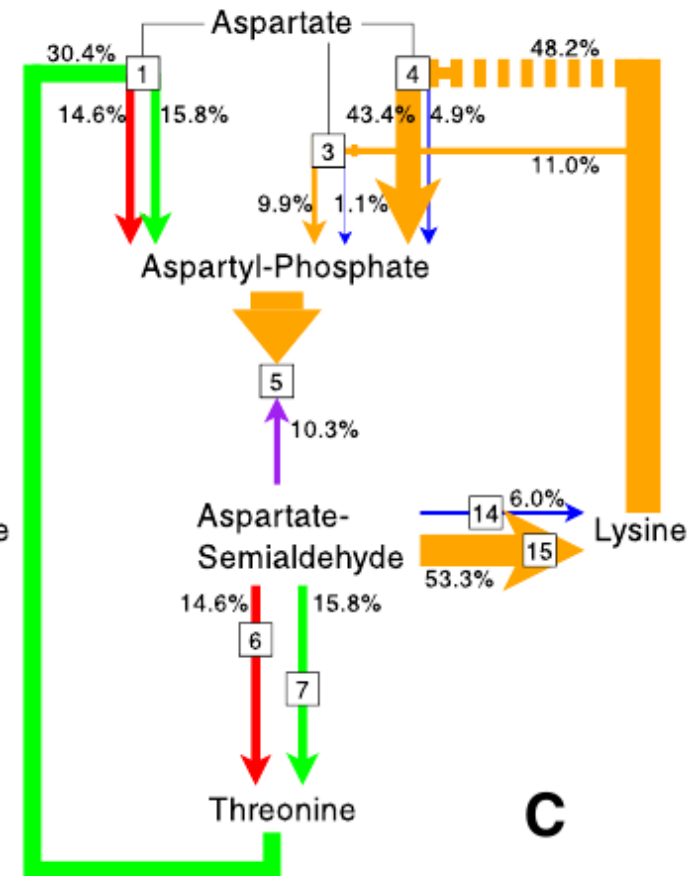 Aspartate
30.4%
48.2%
1
4
14.6%
15.8%
43.4%
4.9%
3
11.0%
9.9%
1.1%
Aspartyl-Phosphate
5
10.3%
Aspartate-
Semialdehyde
14
6.0%
15
Lysine
e
53.3%
14.6%
15.8%
6
7
Threonine
C